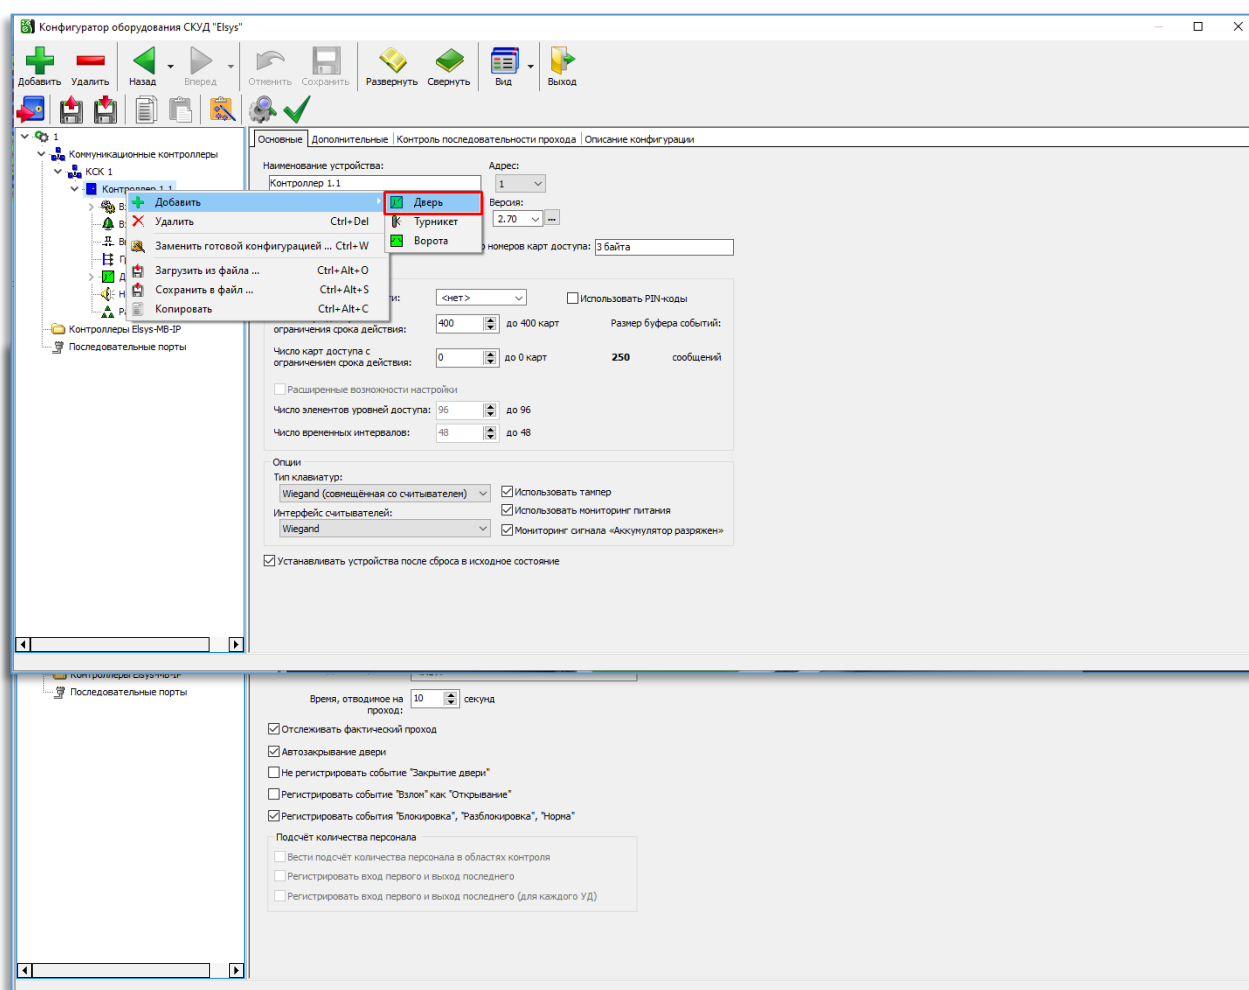 Конфигуратор оборудования СКУД "Elsys"
Добавить Удалить Назад Вперед Отменить Сохранить Развернуть Свернуть Вид Выход
1
Коммуникационные контроллеры
КСК 1
Контроллер 1.1
Контроллеры Elsys-MB-IP
Последовательные порты
Добавить
Удалить Ctrl+Del
Заменить готовой конфигурацией ... Ctrl+W
Загрузить из файла ... Ctrl+Alt+O
Сохранить в файл ... Ctrl+Alt+S
Копировать Ctrl+Alt+C
Дверь
Турникет
Ворота
Основные Дополнительные Контроль последовательности прохода Описание конфигурации
Наименование устройства: Адрес:
Контроллер 1.1 1
Версия:
2.70 ...
номеров карт доступа: 3 байта
<нет> Использовать PIN-коды
ограничения срока действия: 400 до 400 карт Размер буфера событий:
Число карт доступа с
ограничением срока действия: 0 до 0 карт 250 сообщений
Расширенные возможности настройки
Число элементов уровней доступа: 96 до 96
Число временных интервалов: 48 до 48
Опции
Тип клавиатур:
Wiegand (совмещённая со считывателем) Использовать тампер
Интерфейс считывателей: Использовать мониторинг питания
Wiegand Мониторинг сигнала «Аккумулятор разряжен»
Устанавливать устройства после сброса в исходное состояние
Контроллеры Elsys-MB-IP
Последовательные порты
Время, отводимое на 10 секунд
проход:
Отслеживать фактический проход
Автозакрывание двери
Не регистрировать событие "Закрытие двери"
Регистрировать событие "Взлом" как "Открывание"
Регистрировать события "Блокировка", "Разблокировка", "Норма"
Подсчёт количества персонала
Вести подсчёт количества персонала в областях контроля
Регистрировать вход первого и выход последнего
Регистрировать вход первого и выход последнего (для каждого УД)